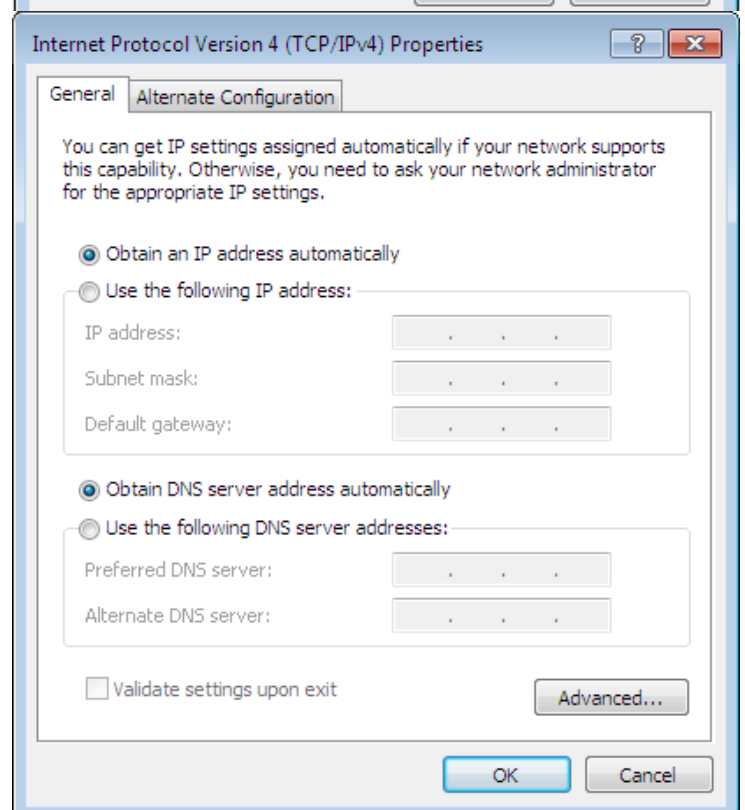 Internet Protocol Version 4 (TCP/IPv4) Properties
General
Alternate Configuration
You can get IP settings assigned automatically if your network supports
this capability. Otherwise, you need to ask your network administrator
for the appropriate IP settings.
Obtain an IP address automatically
Use the following IP address:
IP address:
Subnet mask:
Default gateway:
Obtain DNS server address automatically
Use the following DNS server addresses:
Preferred DNS server:
Alternate DNS server:
Validate settings upon exit
Advanced...
OK
Cancel